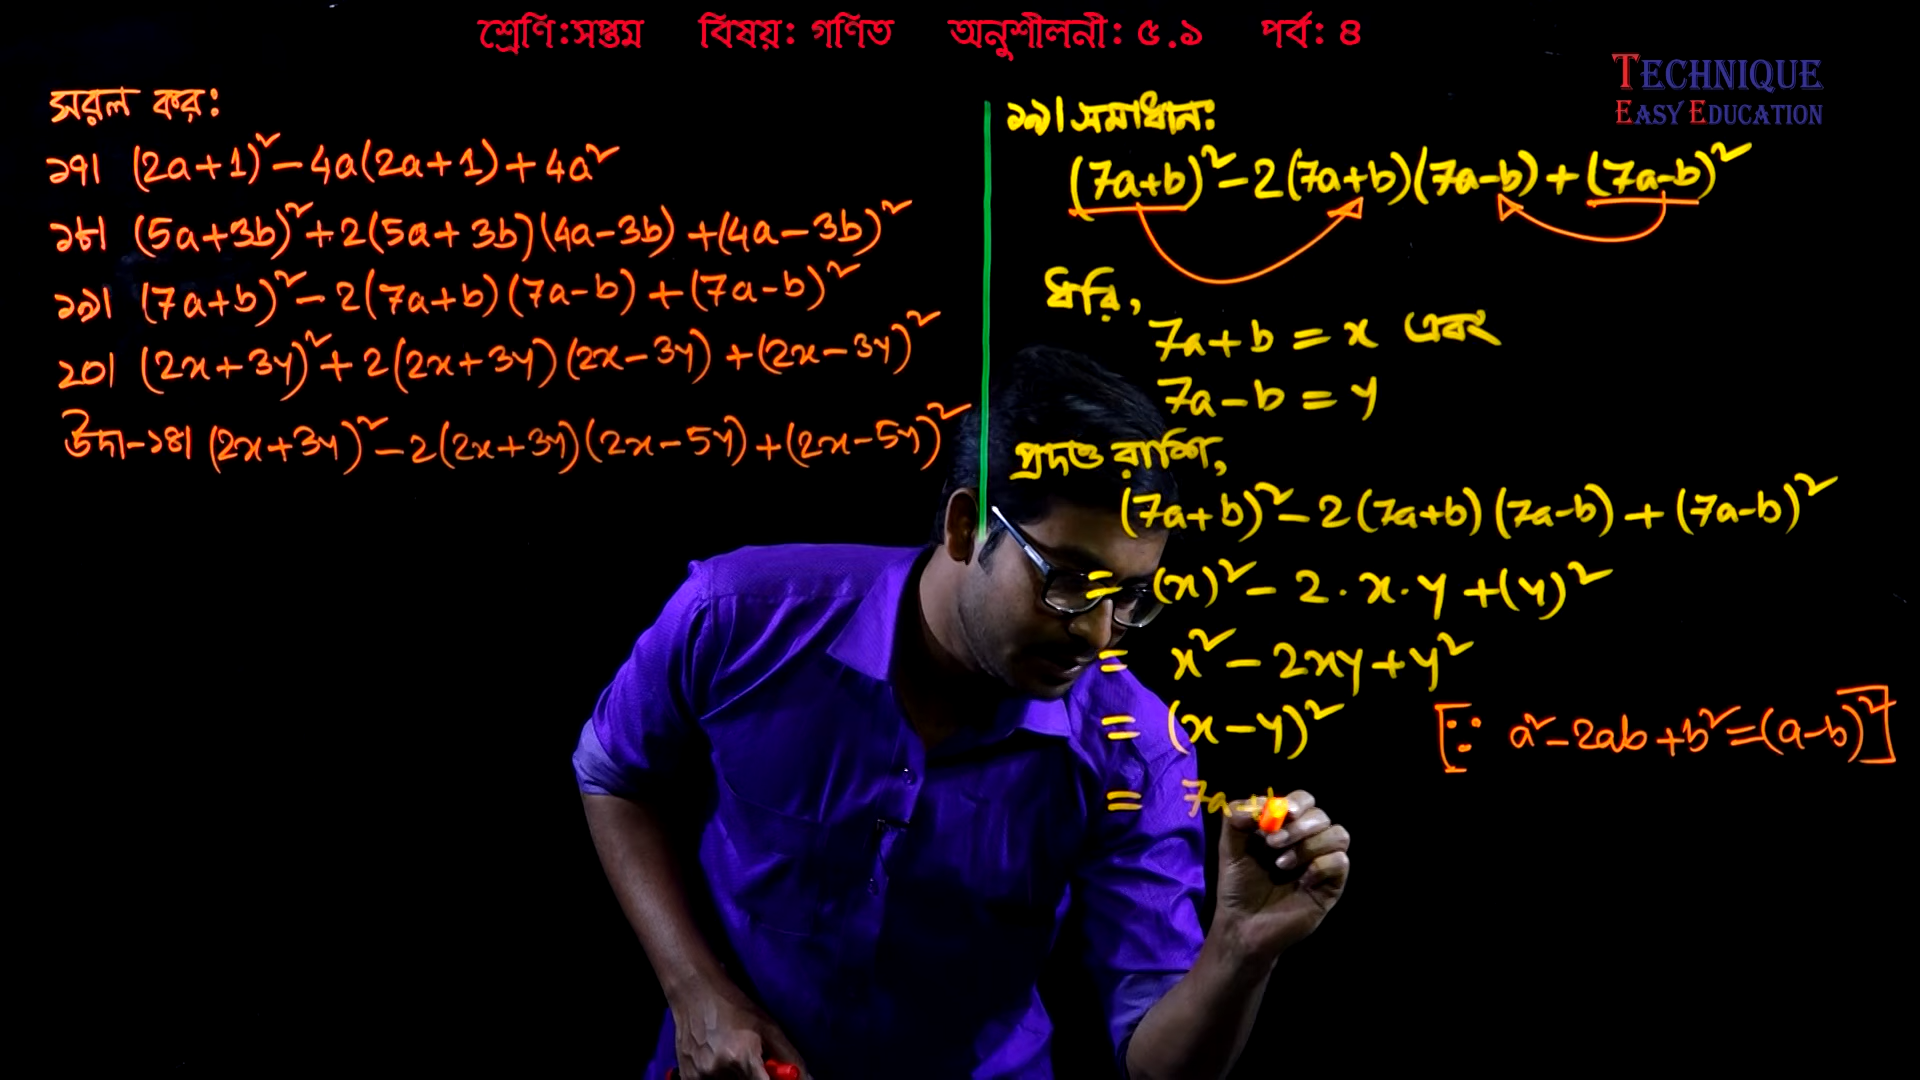 শ্রেণি:সপ্তম বিষয়: গণিত অনুশীলনী: ৫.১ পর্ব: ৪
TECHNIQUE
EASY EDUCATION
সরল কর:
১৭। (2a+1)² – 4a(2a+1) + 4a²
১৮। (5a+3b)² + 2(5a+3b)(4a–3b) + (4a–3b)²
১৯। (7a+b)² – 2(7a+b)(7a–b) + (7a–b)²
২০। (2x+3y)² + 2(2x+3y)(2x–3y) + (2x–3y)²
উদা–১৪। (2x+3y)² – 2(2x+3y)(2x–5y) + (2x–5y)²
১৯। সমাধান:
(7a+b)² – 2(7a+b)(7a–b) + (7a–b)²
ধরি,
7a+b = x এবং
7a–b = y
প্রদত্ত রাশি,
(7a+b)² – 2(7a+b)(7a–b) + (7a–b)²
= (x)² – 2·x·y + (y)²
= x² – 2xy + y²
= (x–y)² [∵ a²–2ab+b²=(a–b)²]
= 7a+